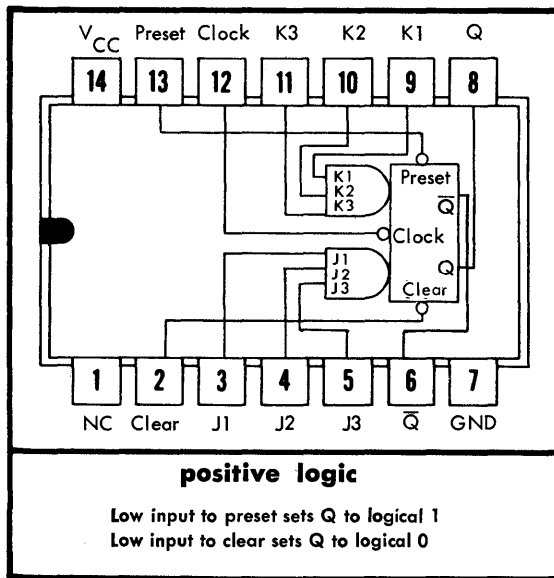 VCC Preset Clock K3 K2 K1 Q
14 13 12 11 10 9 8
K1
K2
K3
Preset
Q̅
Clock
J1
J2
J3
Q
Clear
1 2 3 4 5 6 7
NC Clear J1 J2 J3 Q̅ GND
positive logic
Low input to preset sets Q to logical 1
Low input to clear sets Q to logical 0